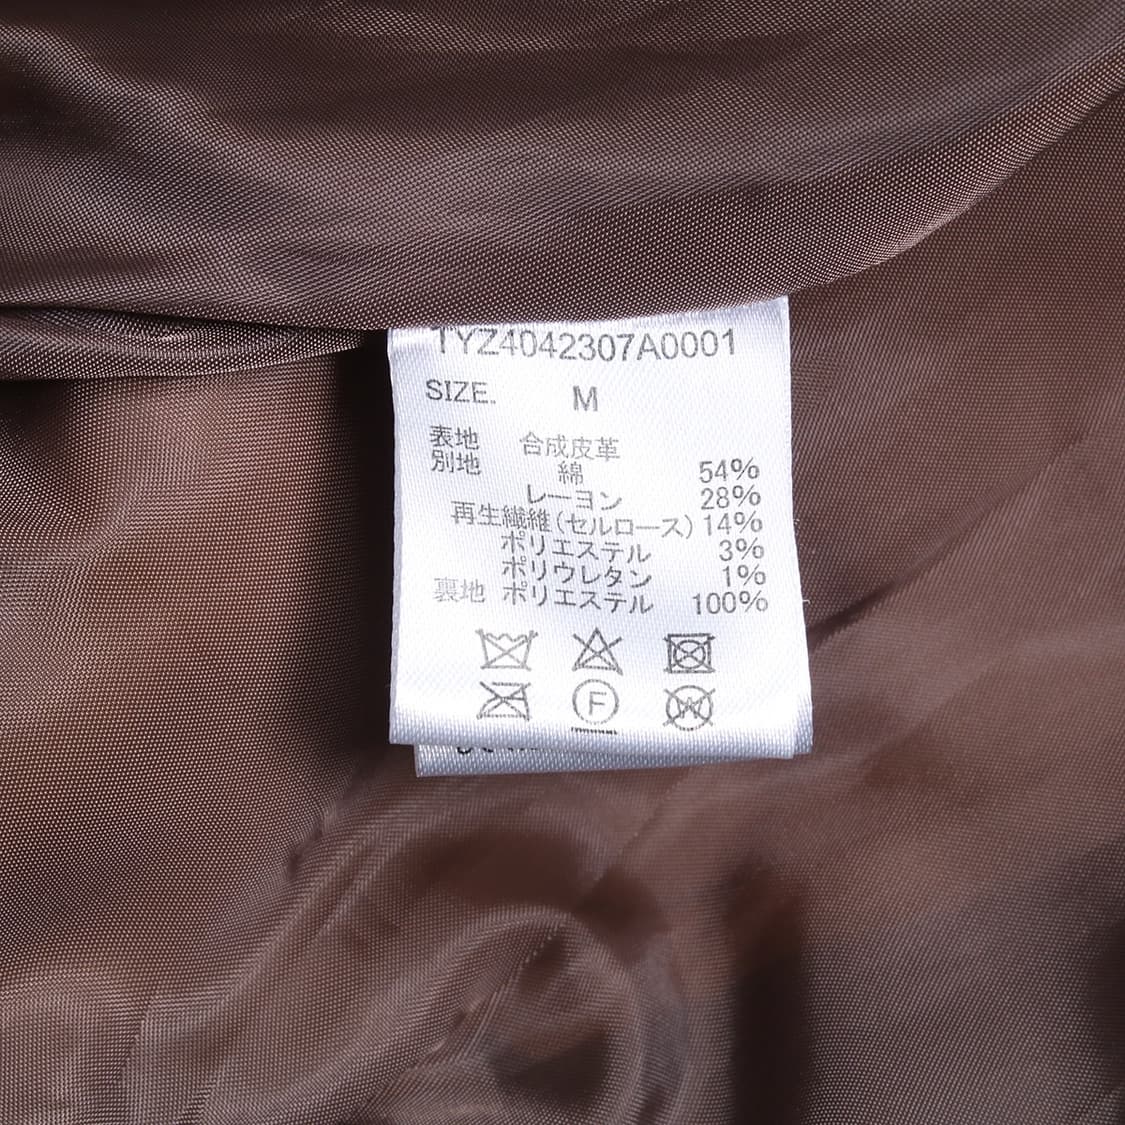 TYZ4042307A0001
SIZE. M
表地 合成皮革
別地 綿 54%
レーヨン 28%
再生繊維(セルロース) 14%
ポリエステル 3%
ポリウレタン 1%
裏地 ポリエステル 100%
F
W